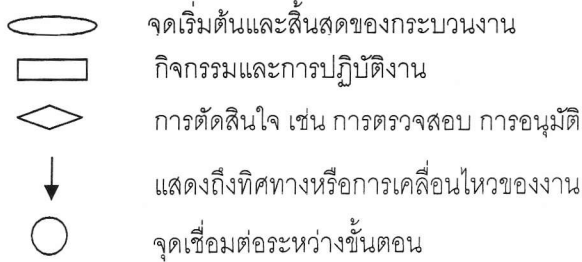 จุดเริ่มต้นและสิ้นสุดของกระบวนงาน
กิจกรรมและการปฏิบัติงาน
การตัดสินใจ เช่น การตรวจสอบ การอนุมัติ
แสดงถึงทิศทางหรือการเคลื่อนไหวของงาน
จุดเชื่อมต่อระหว่างขั้นตอน